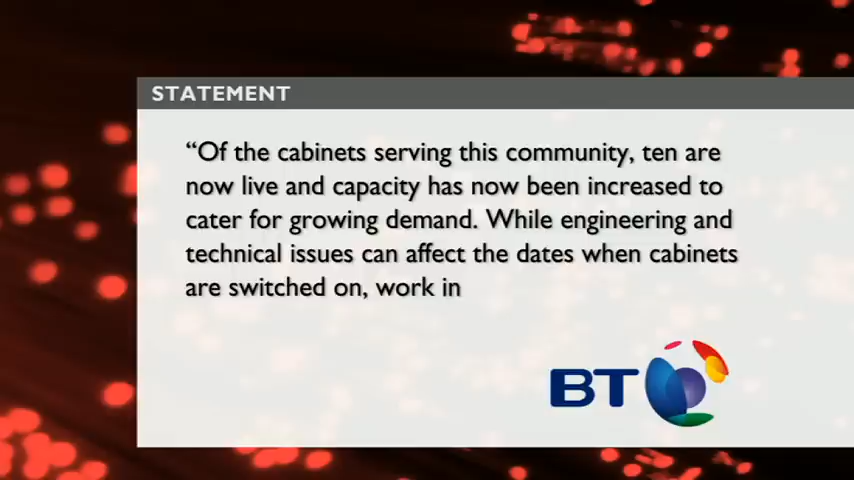 STATEMENT
“Of the cabinets serving this community, ten are
now live and capacity has now been increased to
cater for growing demand. While engineering and
technical issues can affect the dates when cabinets
are switched on, work in
BT